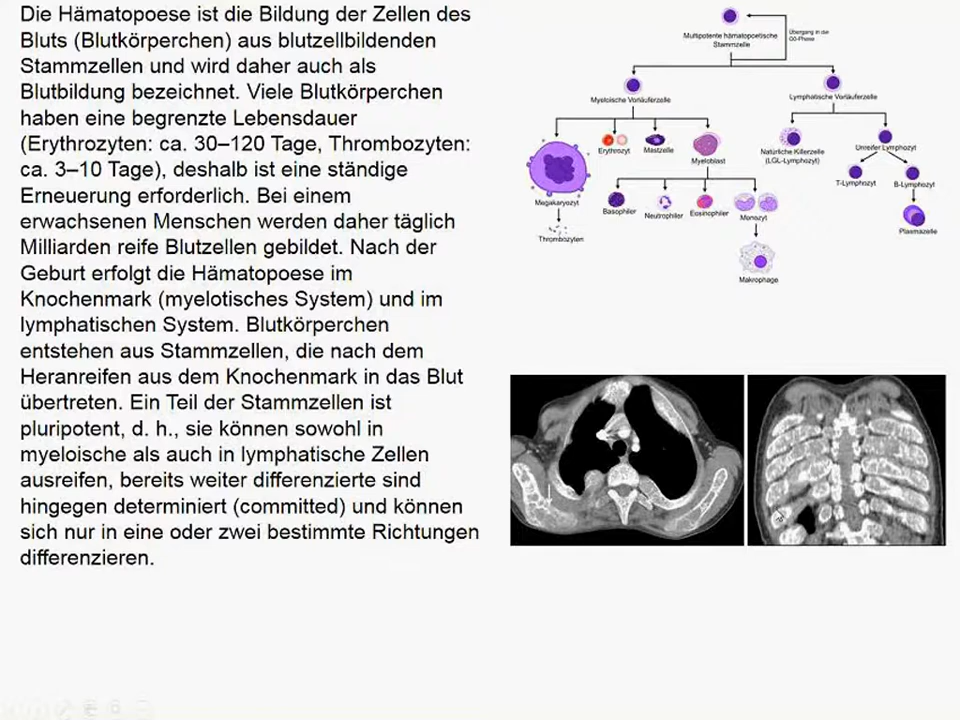 Die Hämatopoese ist die Bildung der Zellen des
Bluts (Blutkörperchen) aus blutzellbildenden
Stammzellen und wird daher auch als
Blutbildung bezeichnet. Viele Blutkörperchen
haben eine begrenzte Lebensdauer
(Erythrozyten: ca. 30–120 Tage, Thrombozyten:
ca. 3–10 Tage), deshalb ist eine ständige
Erneuerung erforderlich. Bei einem
erwachsenen Menschen werden daher täglich
Milliarden reife Blutzellen gebildet. Nach der
Geburt erfolgt die Hämatopoese im
Knochenmark (myelotisches System) und im
lymphatischen System. Blutkörperchen
entstehen aus Stammzellen, die nach dem
Heranreifen aus dem Knochenmark in das Blut
übertreten. Ein Teil der Stammzellen ist
pluripotent, d. h., sie können sowohl in
myeloische als auch in lymphatische Zellen
ausreifen, bereits weiter differenzierte sind
hingegen determiniert (committed) und können
sich nur in eine oder zwei bestimmte Richtungen
differenzieren.
Multipotente hämatopoetische
Stammzelle
Übergang in die
G0-Phase
Myeloische Vorläuferzelle
Lymphatische Vorläuferzelle
Megakaryozyt
Erythrozyt
Mastzelle
Myeloblast
Natürliche Killerzelle
(LGL-Lymphozyt)
Unreifer Lymphozyt
Thrombozyten
Basophiler
Neutrophiler
Eosinophiler
Monozyt
T-Lymphozyt
B-Lymphozyt
Plasmazelle
Makrophage